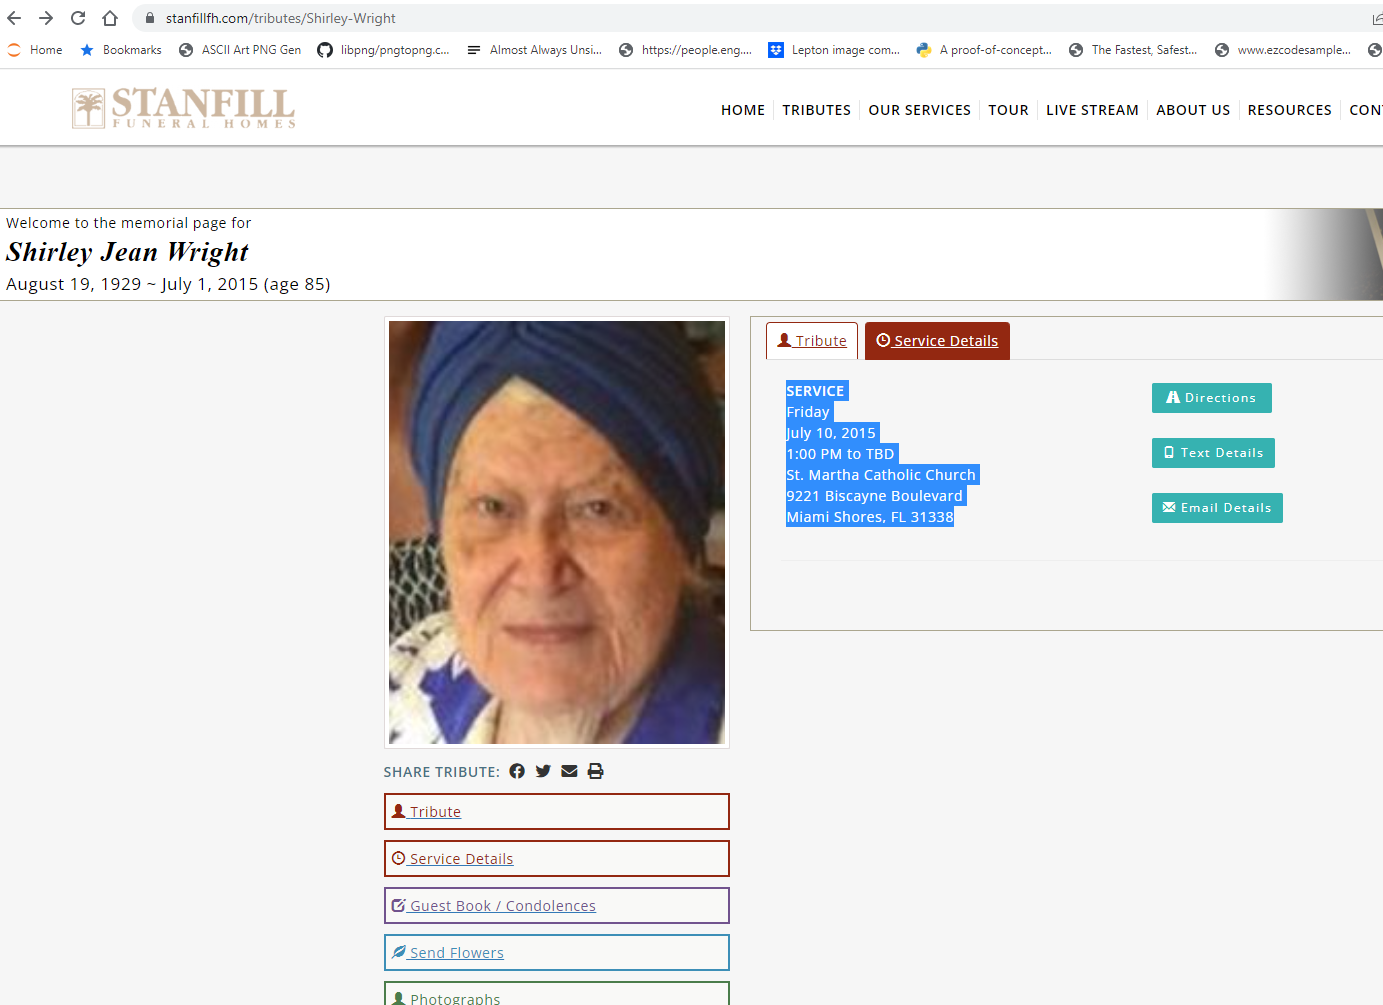 stanfillfh.com/tributes/Shirley-Wright
Home Bookmarks ASCII Art PNG Gen libpng/pngtopng.c... Almost Always Unsi... https://people.eng.... Lepton image com... A proof-of-concept... The Fastest, Safest... www.ezcodesample...
STANFILL
FUNERAL HOMES
HOME TRIBUTES OUR SERVICES TOUR LIVE STREAM ABOUT US RESOURCES CON
Welcome to the memorial page for
Shirley Jean Wright
August 19, 1929 ~ July 1, 2015 (age 85)
Tribute Service Details
SERVICE
Friday
July 10, 2015
1:00 PM to TBD
St. Martha Catholic Church
9221 Biscayne Boulevard
Miami Shores, FL 31338
Directions
Text Details
Email Details
SHARE TRIBUTE:
Tribute
Service Details
Guest Book / Condolences
Send Flowers
Photographs